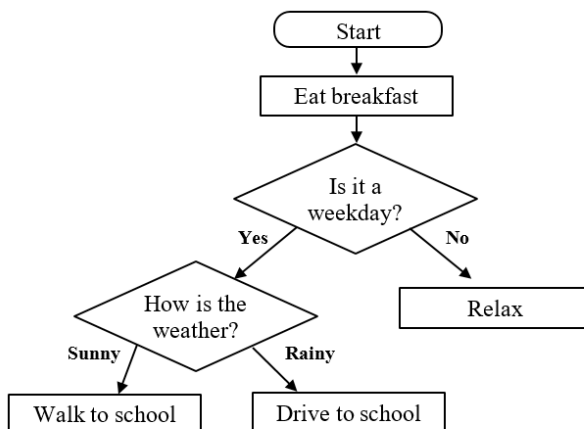 Start
Eat breakfast
Is it a
weekday?
Yes
No
How is the
weather?
Relax
Sunny
Rainy
Walk to school
Drive to school